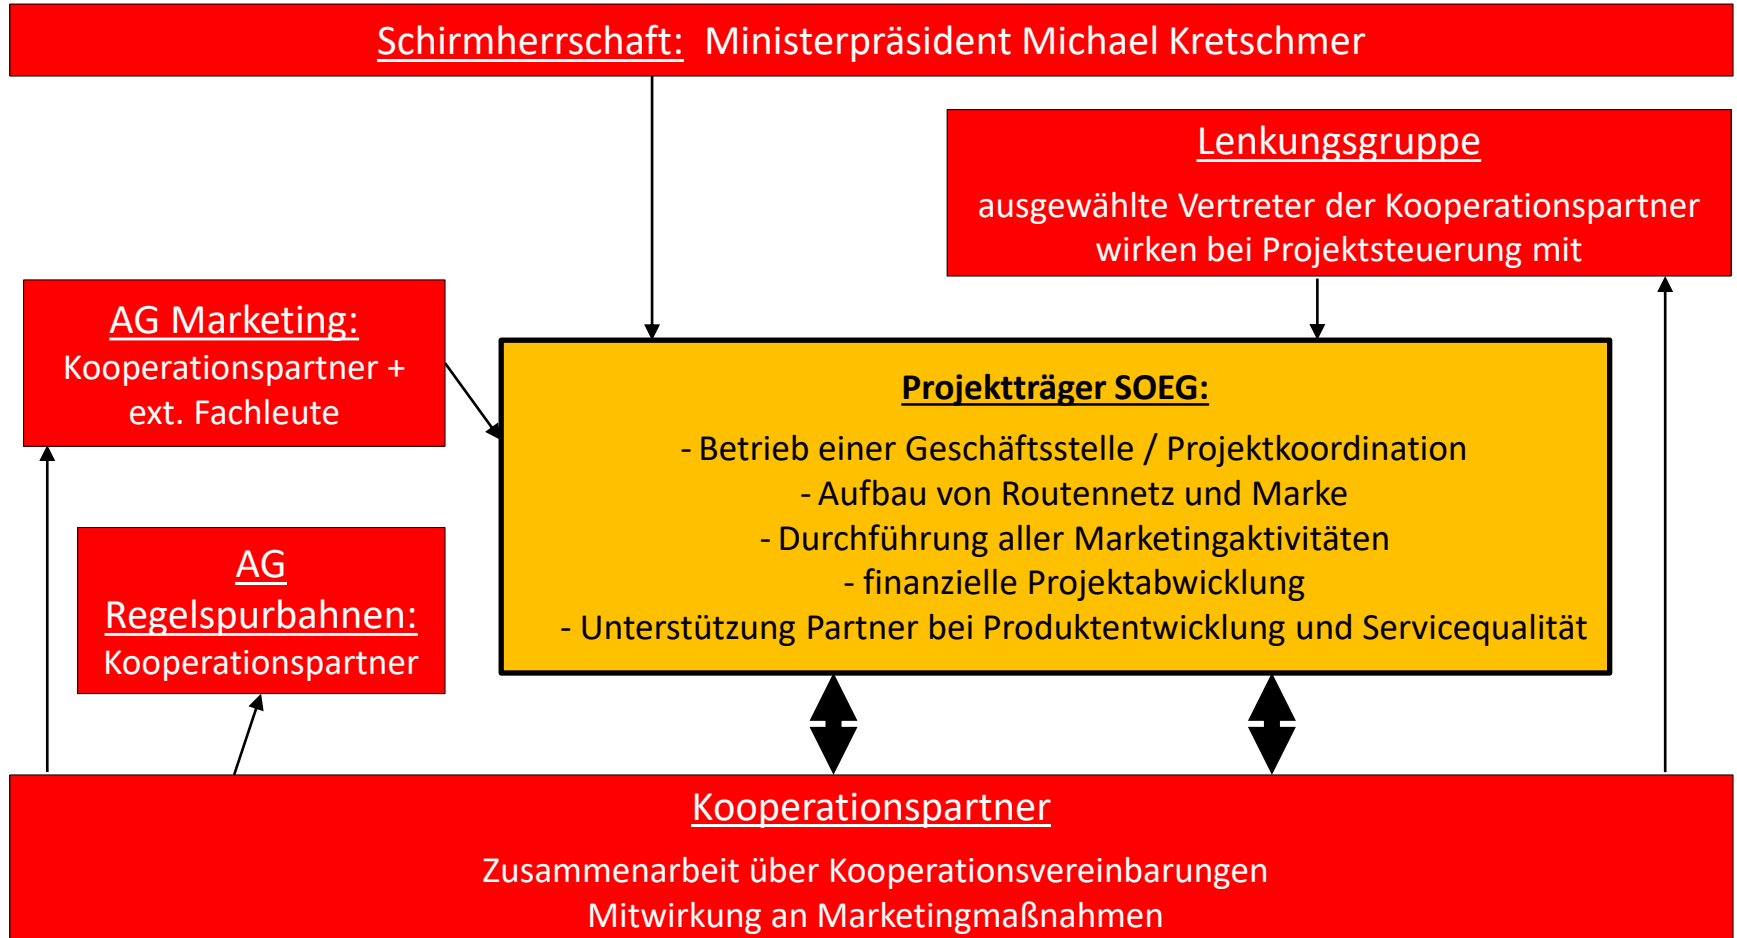 Schirmherrschaft: Ministerpräsident Michael Kretschmer
Lenkungsgruppe
ausgewählte Vertreter der Kooperationspartner
wirken bei Projektsteuerung mit
AG Marketing:
Kooperationspartner +
ext. Fachleute
Projektträger SOEG:
- Betrieb einer Geschäftsstelle / Projektkoordination
- Aufbau von Routennetz und Marke
- Durchführung aller Marketingaktivitäten
- finanzielle Projektabwicklung
- Unterstützung Partner bei Produktentwicklung und Servicequalität
AG
Regelspurbahnen:
Kooperationspartner
Kooperationspartner
Zusammenarbeit über Kooperationsvereinbarungen
Mitwirkung an Marketingmaßnahmen